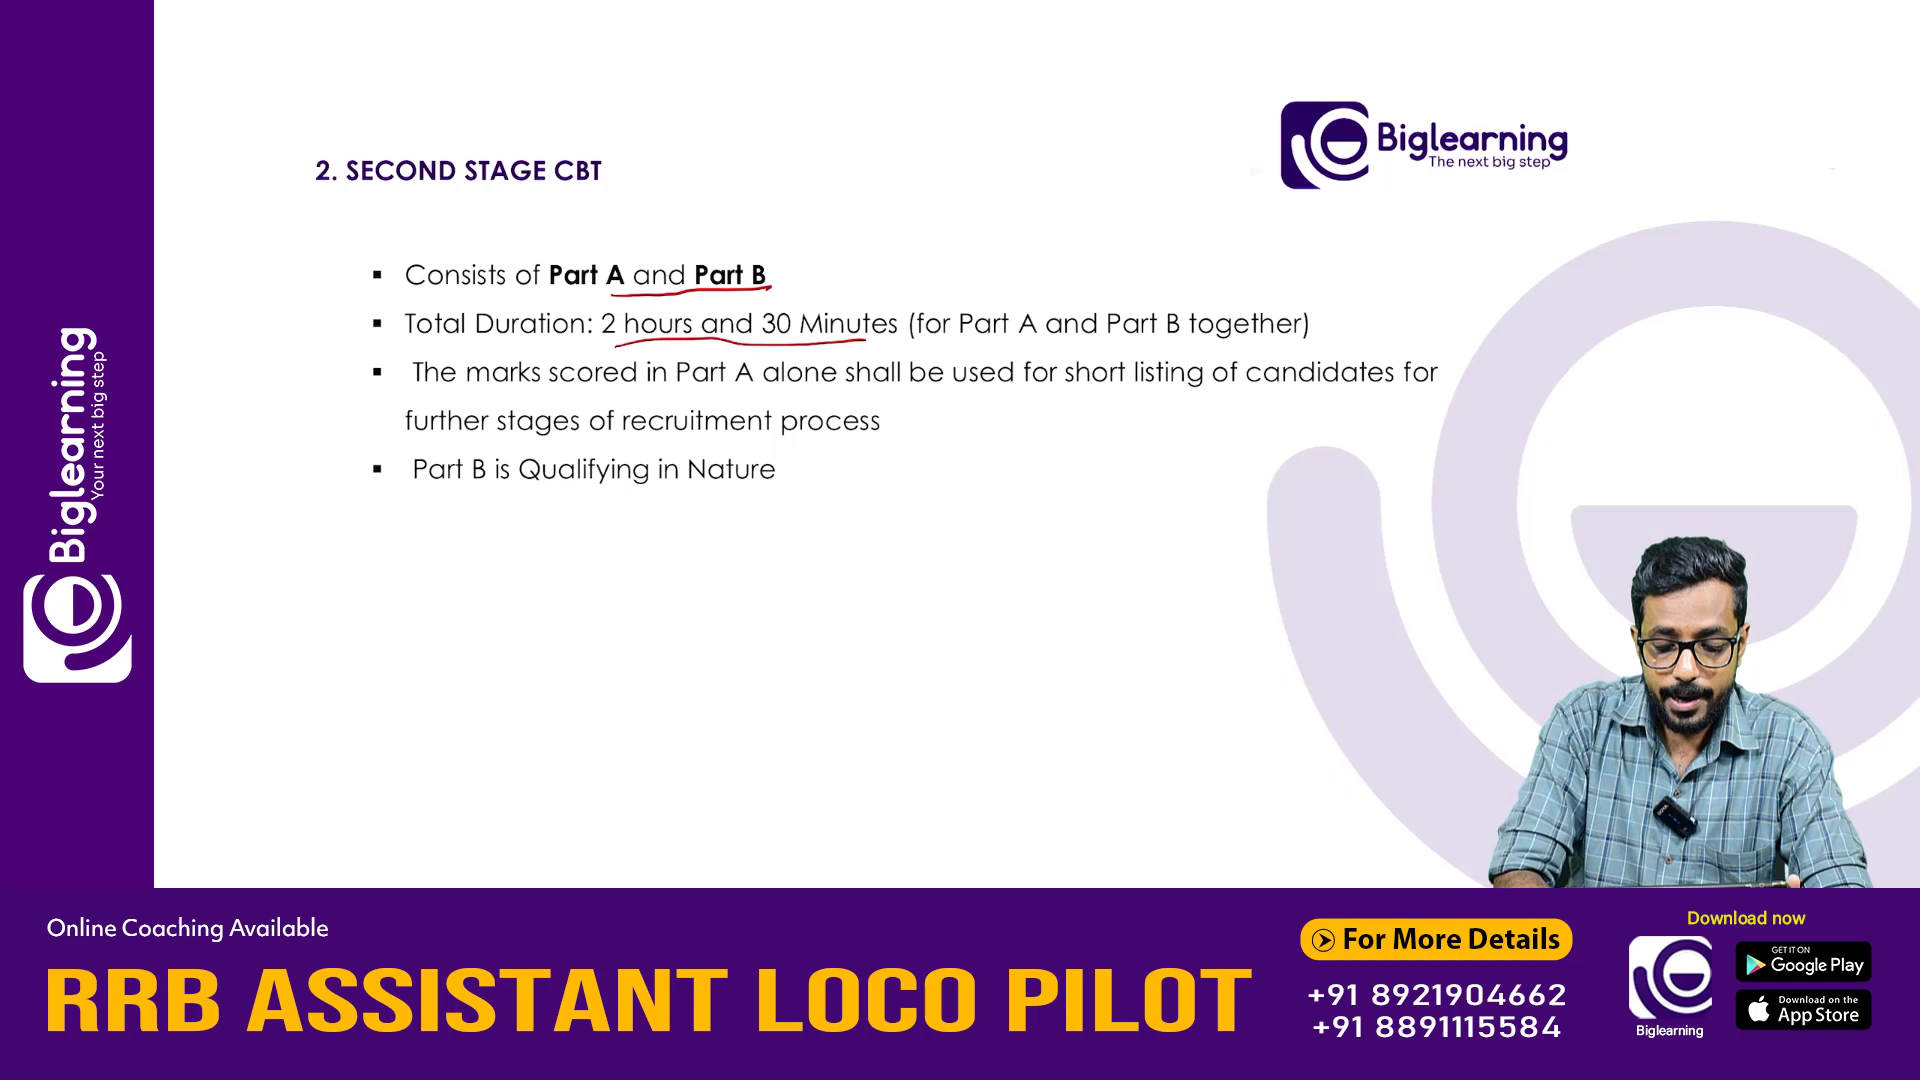 Biglearning
Your next big step
Biglearning
The next big step
2. SECOND STAGE CBT
▪ Consists of Part A and Part B
▪ Total Duration: 2 hours and 30 Minutes (for Part A and Part B together)
▪ The marks scored in Part A alone shall be used for short listing of candidates for
further stages of recruitment process
▪ Part B is Qualifying in Nature
Online Coaching Available
RRB ASSISTANT LOCO PILOT
For More Details
+91 8921904662
+91 8891115584
Download now
Biglearning
GET IT ON
Google Play
Download on the
App Store